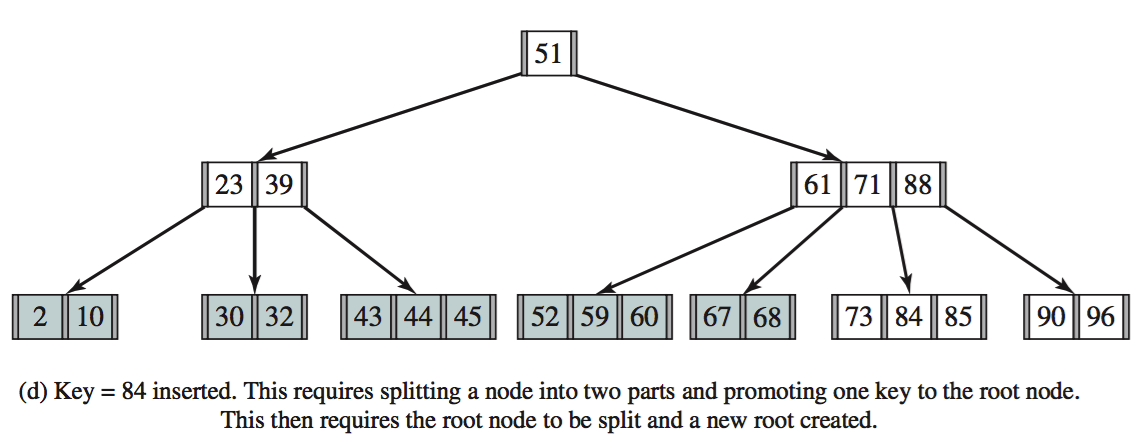 51
23 39
61 71 88
2 10
30 32
43 44 45
52 59 60
67 68
73 84 85
90 96
(d) Key = 84 inserted. This requires splitting a node into two parts and promoting one key to the root node.
This then requires the root node to be split and a new root created.